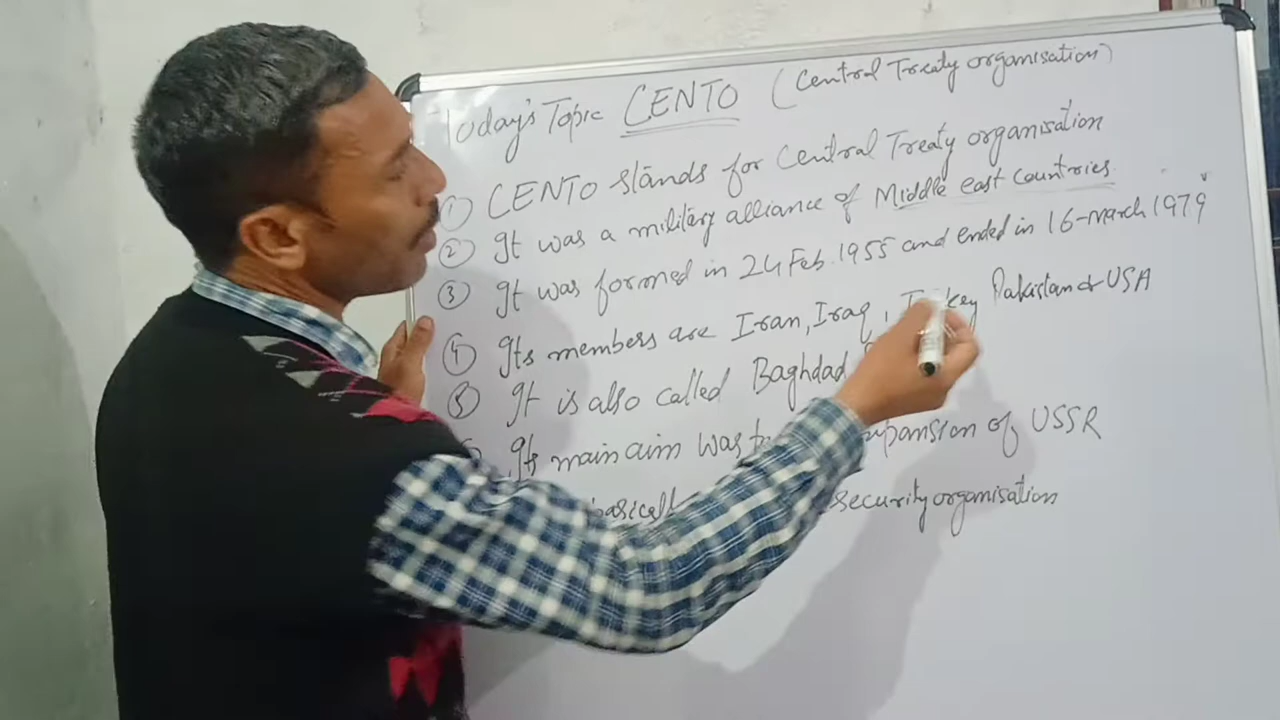 Today's Topic CENTO (Central Treaty organisation)
① CENTO stands for Central Treaty organisation
② It was a military alliance of Middle east countries.
③ It was formed in 24 Feb. 1955 and ended in 16-march 1979
④ Its members are Iran, Iraq, Turkey Pakistan & USA
⑤ It is also called Baghdad
Its main aim was expansion of USSR
security organisation